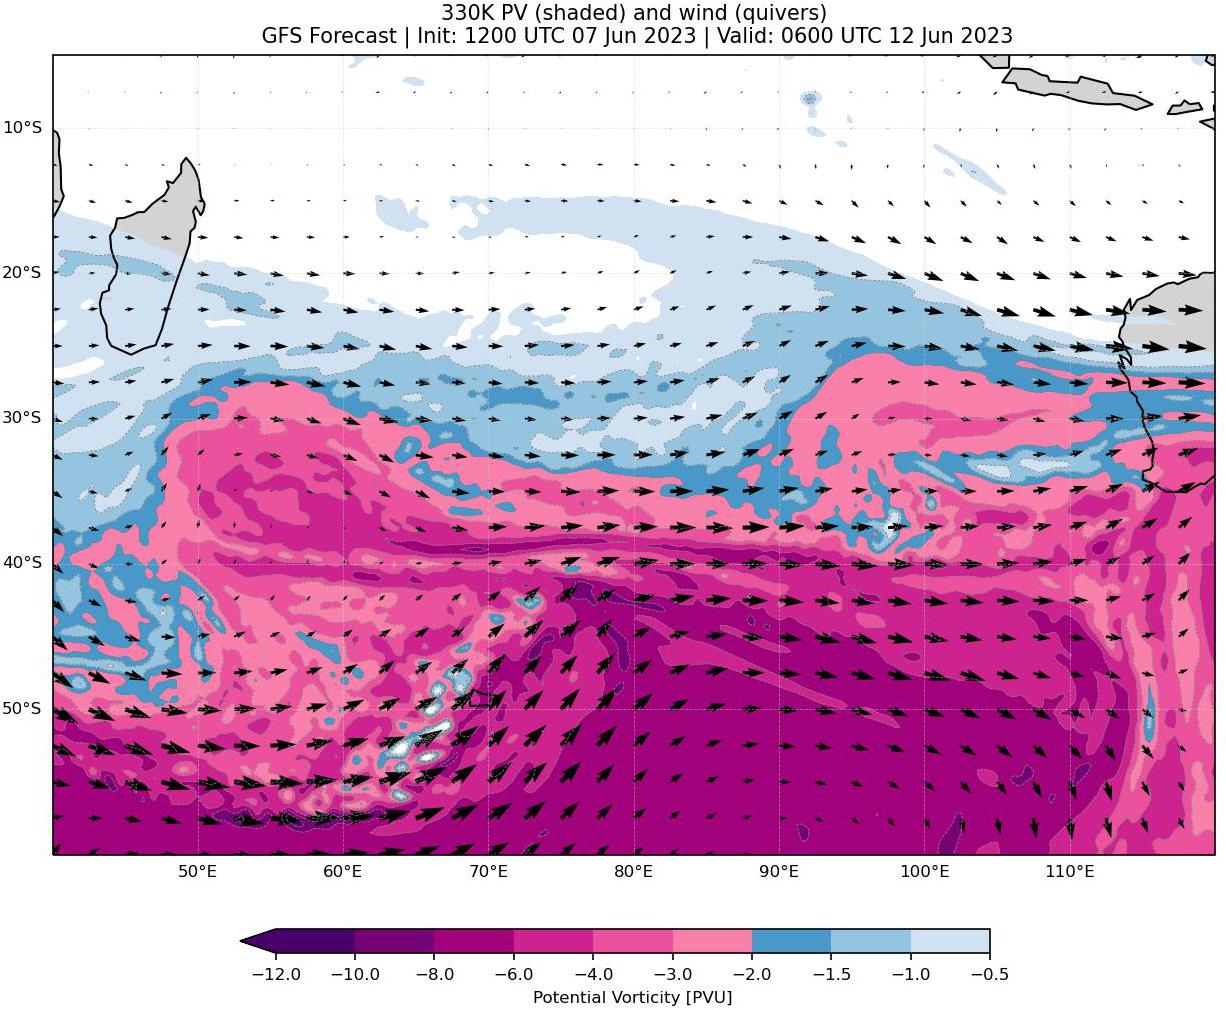 330K PV (shaded) and wind (quivers)
GFS Forecast | Init: 1200 UTC 07 Jun 2023 | Valid: 0600 UTC 12 Jun 2023
10°S
20°S
30°S
40°S
50°S
50°E 60°E 70°E 80°E 90°E 100°E 110°E
−12.0 −10.0 −8.0 −6.0 −4.0 −3.0 −2.0 −1.5 −1.0 −0.5
Potential Vorticity [PVU]